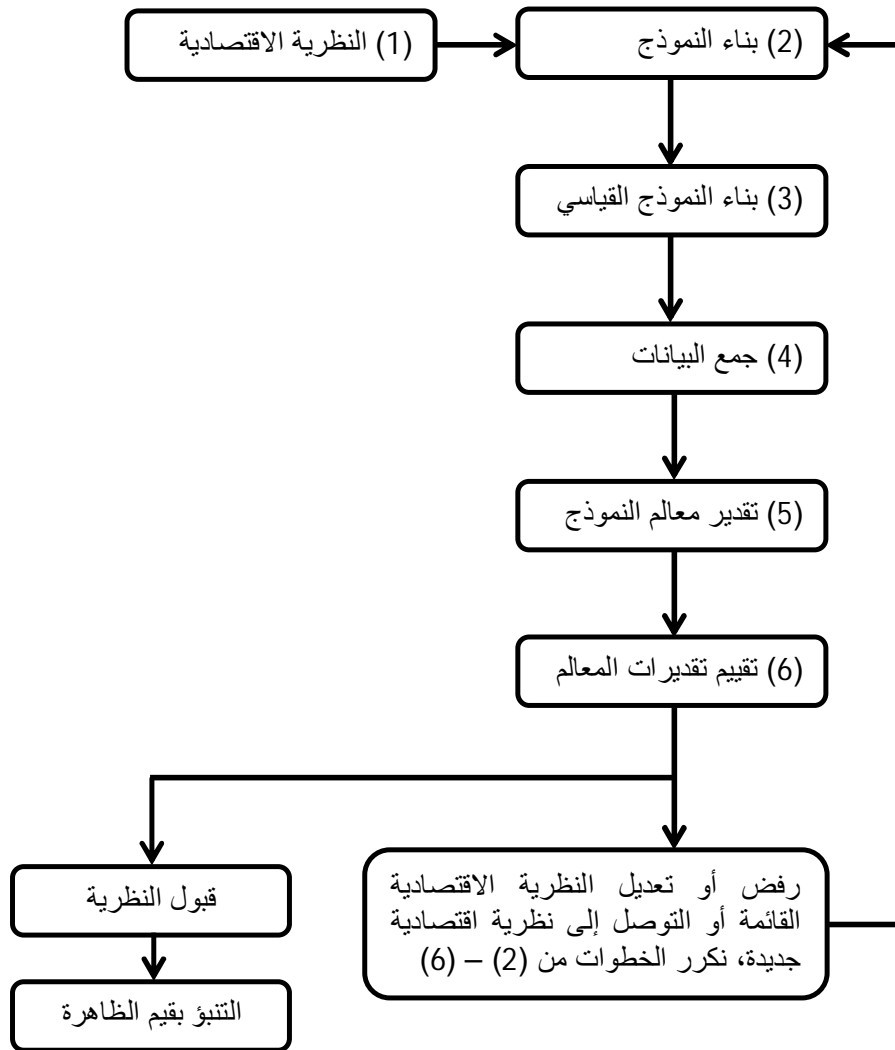 (1) النظرية الاقتصادية
(2) بناء النموذج
(3) بناء النموذج القياسي
(4) جمع البيانات
(5) تقدير معالم النموذج
(6) تقييم تقديرات المعالم
رفض أو تعديل النظرية الاقتصادية
القائمة أو التوصل إلى نظرية اقتصادية
جديدة، نكرر الخطوات من (2) – (6)
قبول النظرية
التنبؤ بقيم الظاهرة